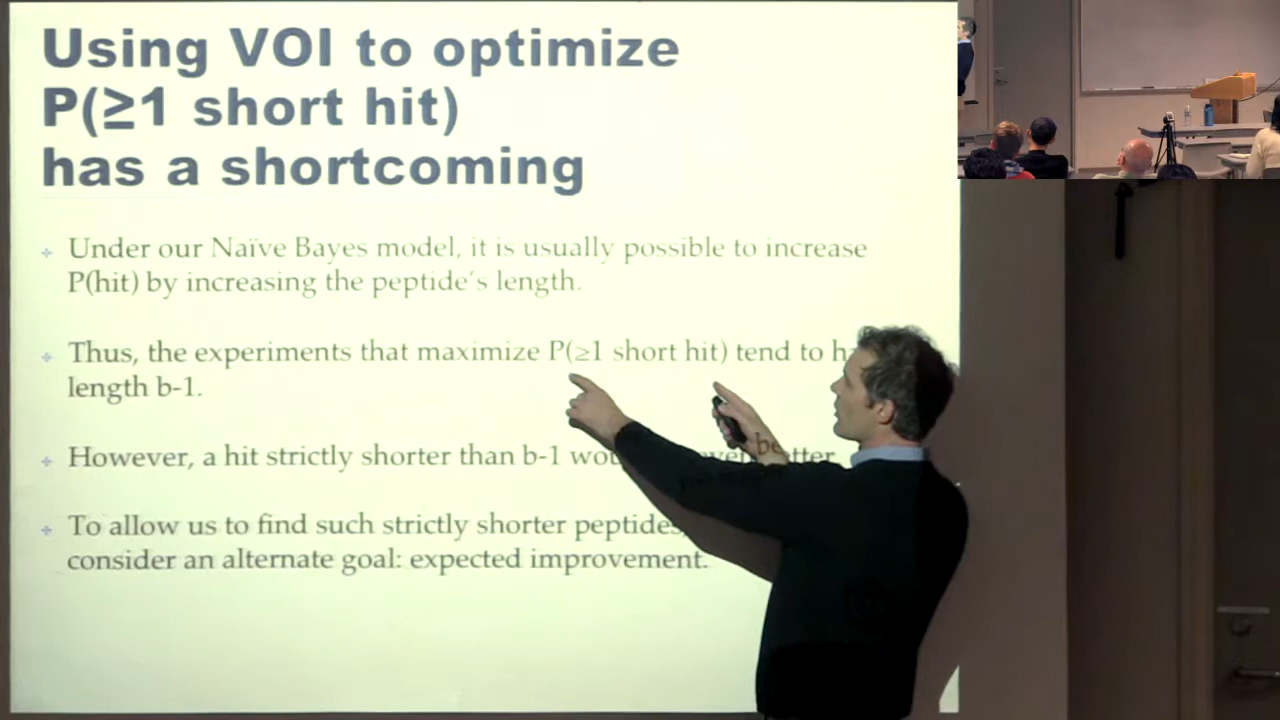 Using VOI to optimize
P(≥1 short hit)
has a shortcoming
Under our Naïve Bayes model, it is usually possible to increase
P(hit) by increasing the peptide's length.
Thus, the experiments that maximize P(≥1 short hit) tend to
length b-1.
However, a hit strictly shorter than b-1
To allow us to find such strictly shorter peptides
consider an alternate goal: expected improvement.